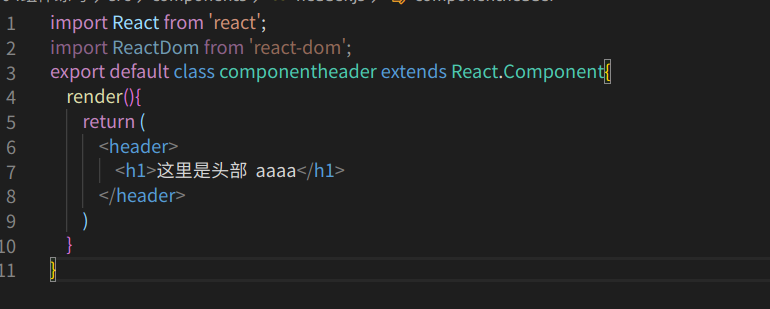 1 import React from 'react';
2 import ReactDom from 'react-dom';
3 export default class componentheader extends React.Component{
4 render(){
5 return (
6 <header>
7 <h1>这里是头部 aaaa</h1>
8 </header>
9 )
10 }
11 }